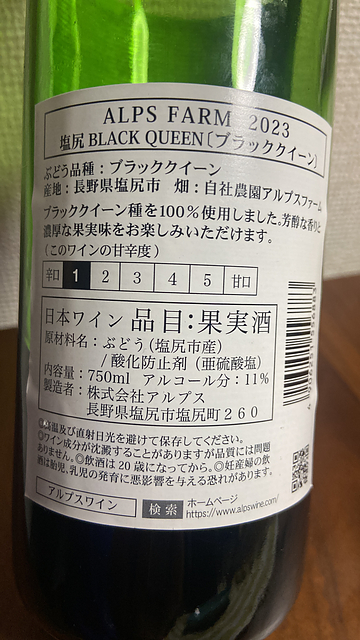 ALPS FARM 2023
塩尻 BLACK QUEEN〔ブラッククイーン〕
ぶどう品種：ブラッククイーン
産地：長野県塩尻市 畑：自社農園アルプスファーム
ブラッククイーン種を100％使用しました。芳醇な香りと
濃厚な果実味をお楽しみいただけます。
（このワインの甘辛度）
辛口 1 2 3 4 5 甘口
日本ワイン 品目：果実酒
原材料名：ぶどう（塩尻市産）
/ 酸化防止剤（亜硫酸塩）
内容量：750ml アルコール分：11%
製造者：株式会社アルプス
長野県塩尻市塩尻町260
◎高温及び直射日光を避けて保存してください。
◎ワイン成分が沈澱することがありますが品質には問題
ありません。◎飲酒は20歳になってから。◎妊産婦の飲
酒は胎児、乳児の発育に悪影響を与える恐れがあります。
アルプスワイン 検索 ホームページ
https://www.alpswine.com/